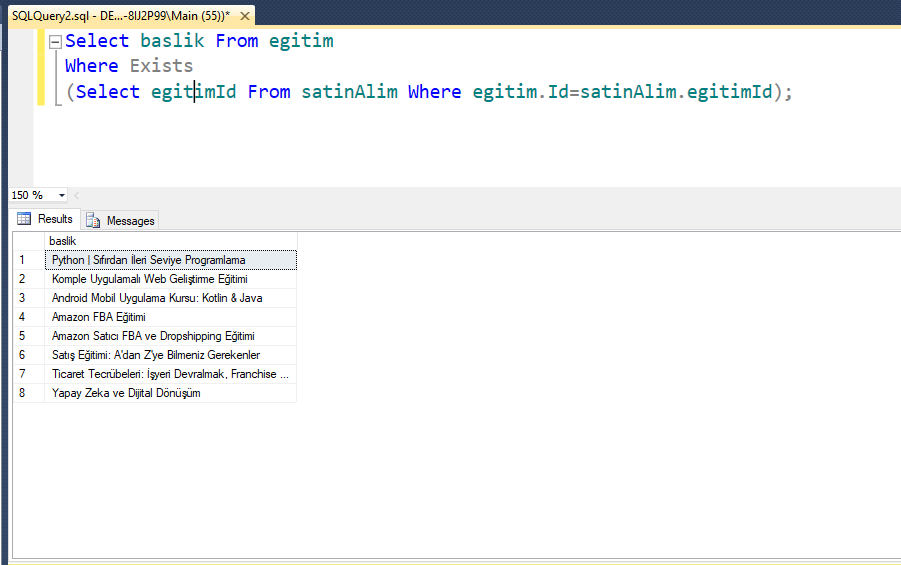 SQLQuery2.sql - DE...-8IJ2P99\Main (55))* ✕
Select baslik From egitim
Where Exists
(Select egitimId From satinAlim Where egitim.Id=satinAlim.egitimId);
150 %
Results Messages
baslik
1 Python | Sıfırdan İleri Seviye Programlama
2 Komple Uygulamalı Web Geliştirme Eğitimi
3 Android Mobil Uygulama Kursu: Kotlin & Java
4 Amazon FBA Eğitimi
5 Amazon Satıcı FBA ve Dropshipping Eğitimi
6 Satış Eğitimi: A'dan Z'ye Bilmeniz Gerekenler
7 Ticaret Tecrübeleri: İşyeri Devralmak, Franchise ...
8 Yapay Zeka ve Dijital Dönüşüm